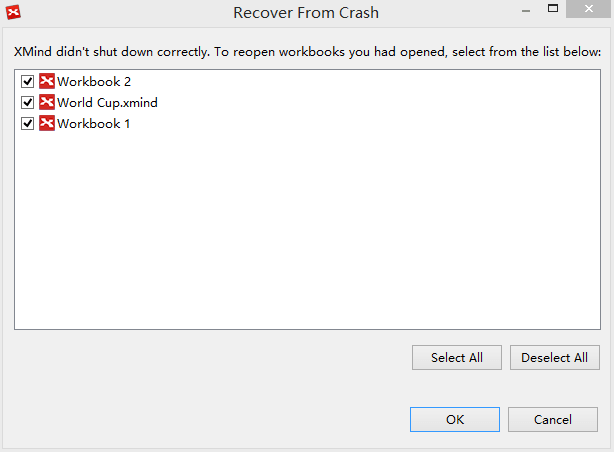 Recover From Crash
XMind didn't shut down correctly. To reopen workbooks you had opened, select from the list below:
Workbook 2
World Cup.xmind
Workbook 1
Select All
Deselect All
OK
Cancel